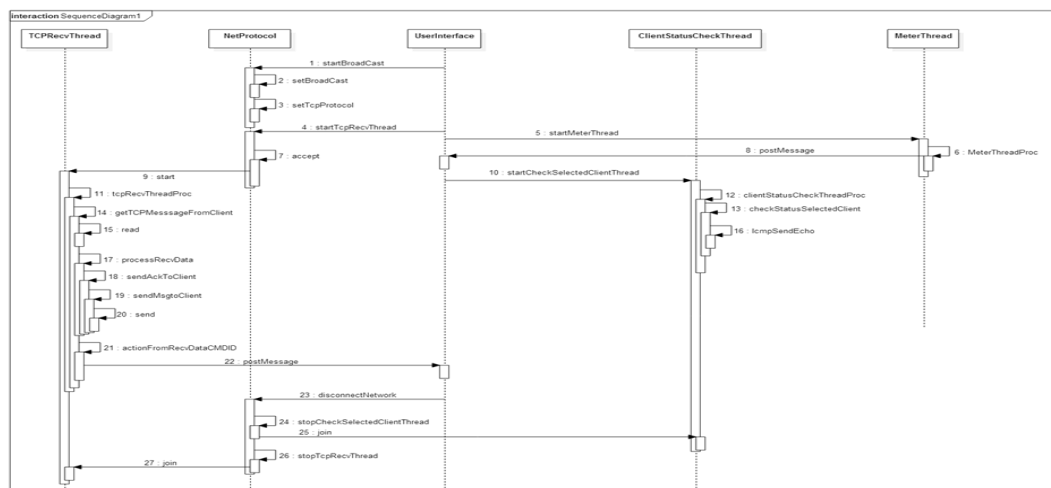 interaction SequenceDiagram1
TCPRecvThread
NetProtocol
UserInterface
ClientStatusCheckThread
MeterThread
1 : startBroadCast
2 : setBroadCast
3 : setTcpProtocol
4 : startTcpRecvThread
5 : startMeterThread
6 : MeterThreadProc
7 : accept
8 : postMessage
9 : start
10 : startCheckSelectedClientThread
11 : tcpRecvThreadProc
12 : clientStatusCheckThreadProc
13 : checkStatusSelectedClient
14 : getTCPMesssageFromClient
15 : read
16 : IcmpSendEcho
17 : processRecvData
18 : sendAckToClient
19 : sendMsgtoClient
20 : send
21 : actionFromRecvDataCMDID
22 : postMessage
23 : disconnectNetwork
24 : stopCheckSelectedClientThread
25 : join
26 : stopTcpRecvThread
27 : join